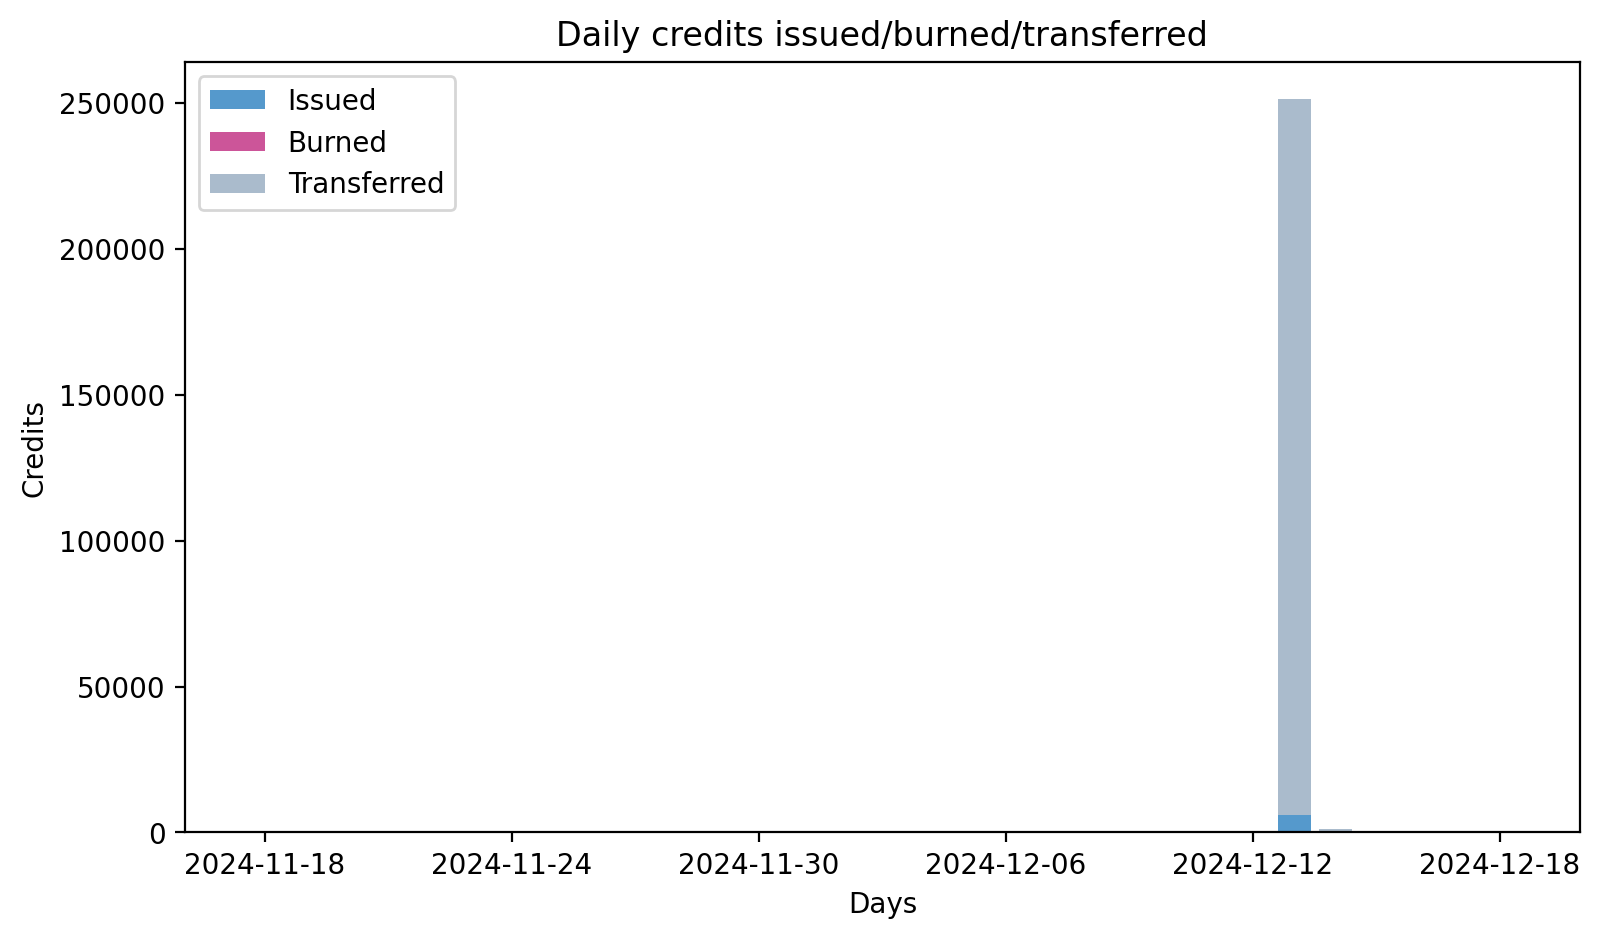 Daily credits issued/burned/transferred
Issued
Burned
Transferred
250000
200000
150000
100000
50000
0
Credits
2024-11-18
2024-11-24
2024-11-30
2024-12-06
2024-12-12
2024-12-18
Days